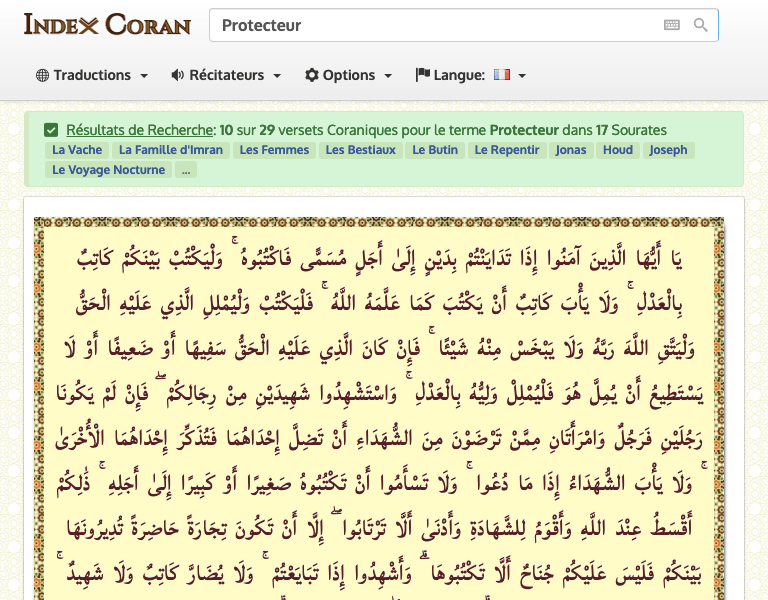 INDEX CORAN
Protecteur
Traductions
Récitateurs
Options
Langue:
Résultats de Recherche: 10 sur 29 versets Coraniques pour le terme Protecteur dans 17 Sourates
La Vache La Famille d'Imran Les Femmes Les Bestiaux Le Butin Le Repentir Jonas Houd Joseph
Le Voyage Nocturne ...
يَا أَيُّهَا الَّذِينَ آمَنُوا إِذَا تَدَايَنْتُمْ بِدَيْنٍ إِلَىٰ أَجَلٍ مُسَمًّى فَاكْتُبُوهُ ۚ وَلْيَكْتُبْ بَيْنَكُمْ كَاتِبٌ
بِالْعَدْلِ ۚ وَلَا يَأْبَ كَاتِبٌ أَنْ يَكْتُبَ كَمَا عَلَّمَهُ اللَّهُ ۚ فَلْيَكْتُبْ وَلْيُمْلِلِ الَّذِي عَلَيْهِ الْحَقُّ
وَلْيَتَّقِ اللَّهَ رَبَّهُ وَلَا يَبْخَسْ مِنْهُ شَيْئًا ۚ فَإِنْ كَانَ الَّذِي عَلَيْهِ الْحَقُّ سَفِيهًا أَوْ ضَعِيفًا أَوْ لَا
يَسْتَطِيعُ أَنْ يُمِلَّ هُوَ فَلْيُمْلِلْ وَلِيُّهُ بِالْعَدْلِ ۚ وَاسْتَشْهِدُوا شَهِيدَيْنِ مِنْ رِجَالِكُمْ ۖ فَإِنْ لَمْ يَكُونَا
رَجُلَيْنِ فَرَجُلٌ وَامْرَأَتَانِ مِمَّنْ تَرْضَوْنَ مِنَ الشُّهَدَاءِ أَنْ تَضِلَّ إِحْدَاهُمَا فَتُذَكِّرَ إِحْدَاهُمَا الْأُخْرَىٰ
ۚ وَلَا يَأْبَ الشُّهَدَاءُ إِذَا مَا دُعُوا ۚ وَلَا تَسْأَمُوا أَنْ تَكْتُبُوهُ صَغِيرًا أَوْ كَبِيرًا إِلَىٰ أَجَلِهِ ۚ ذَٰلِكُمْ
أَقْسَطُ عِنْدَ اللَّهِ وَأَقْوَمُ لِلشَّهَادَةِ وَأَدْنَىٰ أَلَّا تَرْتَابُوا ۖ إِلَّا أَنْ تَكُونَ تِجَارَةً حَاضِرَةً تُدِيرُونَهَا
بَيْنَكُمْ فَلَيْسَ عَلَيْكُمْ جُنَاحٌ أَلَّا تَكْتُبُوهَا ۗ وَأَشْهِدُوا إِذَا تَبَايَعْتُمْ ۚ وَلَا يُضَارَّ كَاتِبٌ وَلَا شَهِيدٌ ۚ